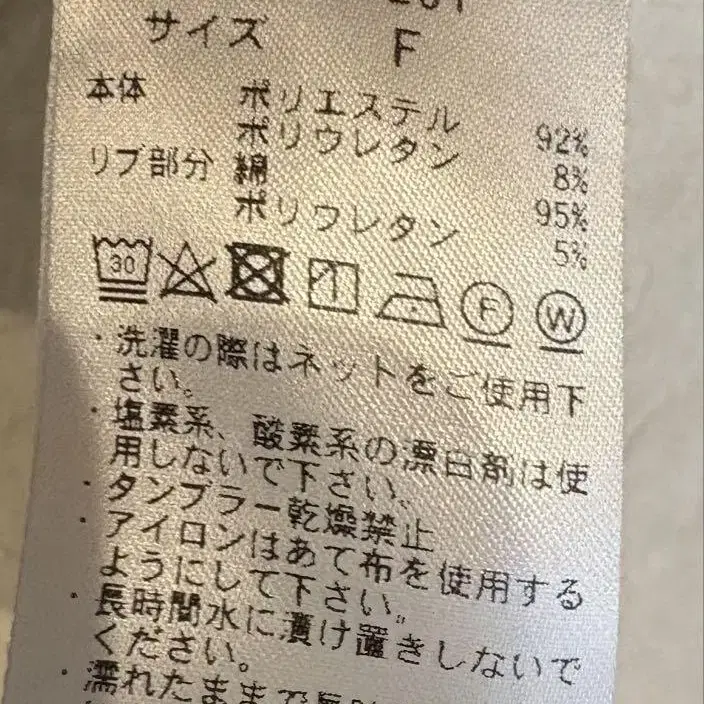 サイズ F
本体 ポリエステル 92%
ポリウレタン 8%
リブ部分 綿 95%
ポリウレタン 5%
30 F W
・洗濯の際はネットをご使用下
さい。
・塩素系、酸素系の漂白剤は使
用しないで下さい。
・タンブラー乾燥禁止
・アイロンはあて布を使用する
ようにして下さい。
・長時間水に漬け置きしないで
ください。
・濡れたままで